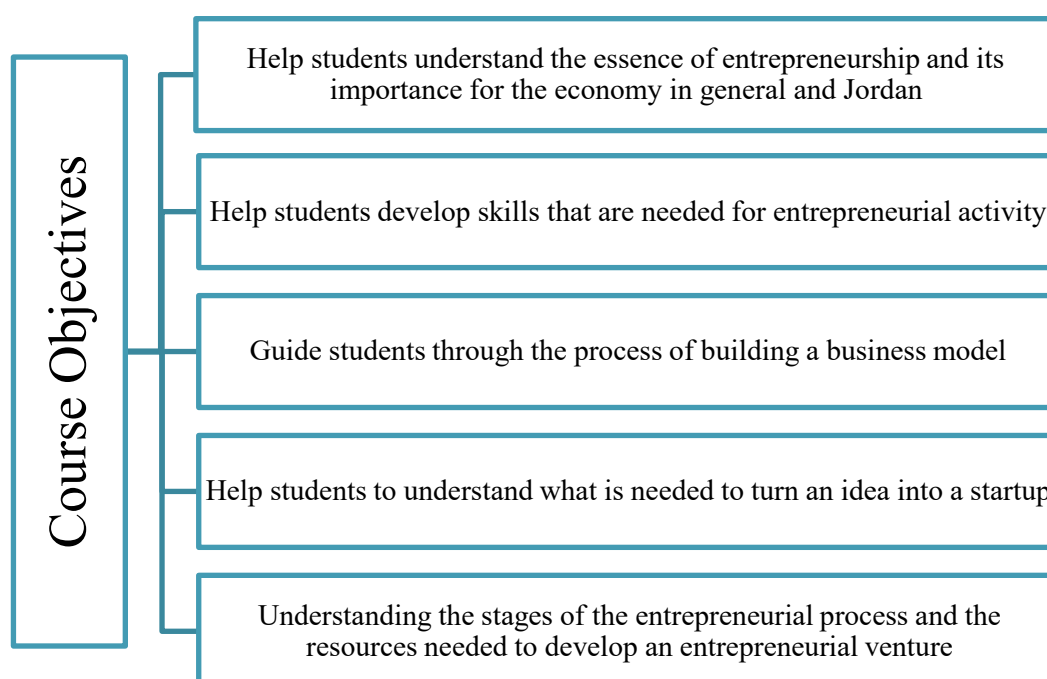 Course Objectives
Help students understand the essence of entrepreneurship and its
importance for the economy in general and Jordan
Help students develop skills that are needed for entrepreneurial activity
Guide students through the process of building a business model
Help students to understand what is needed to turn an idea into a startup
Understanding the stages of the entrepreneurial process and the
resources needed to develop an entrepreneurial venture